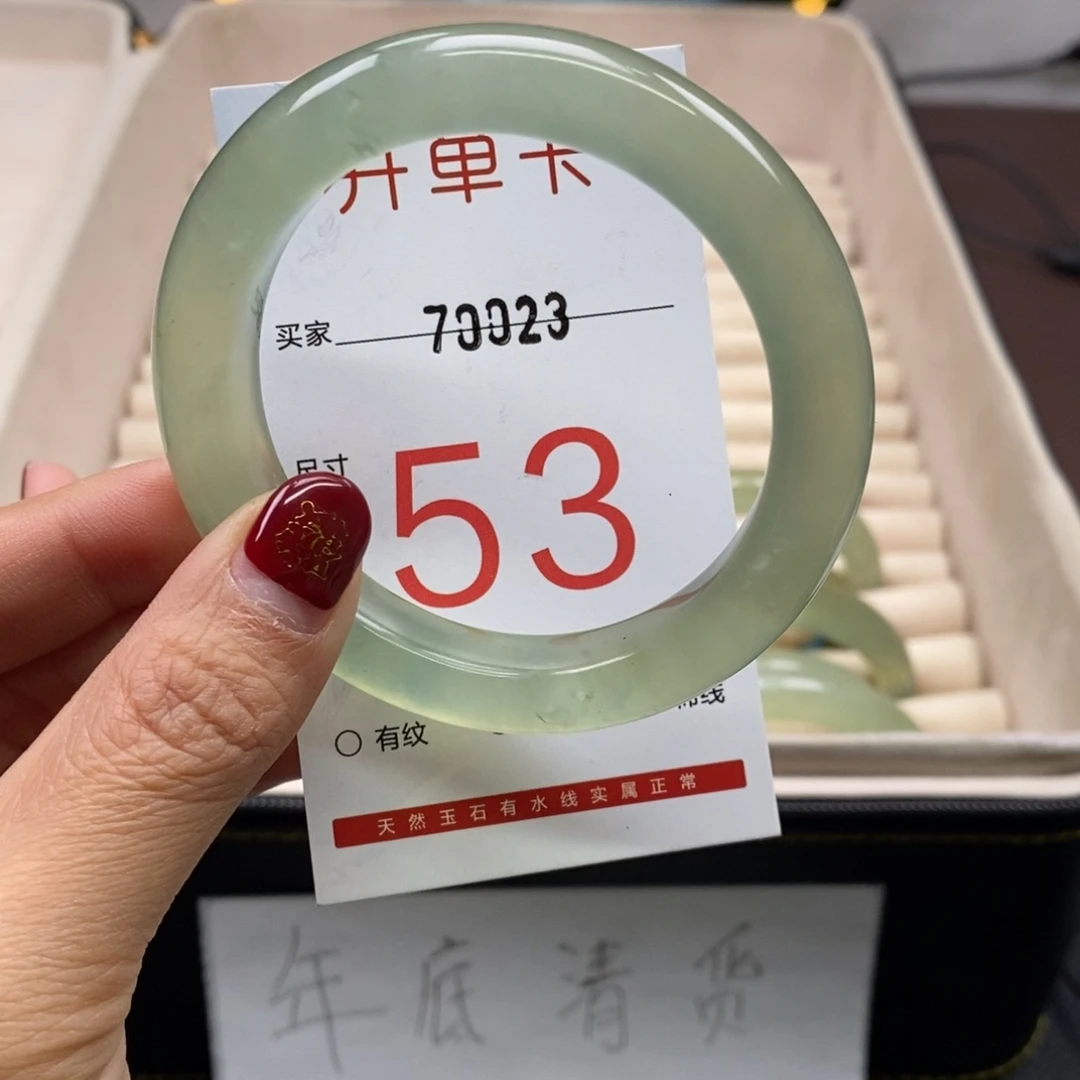 开单卡
买家 70023
尺寸 53
有纹
天然玉石有水线实属正常
年底清货